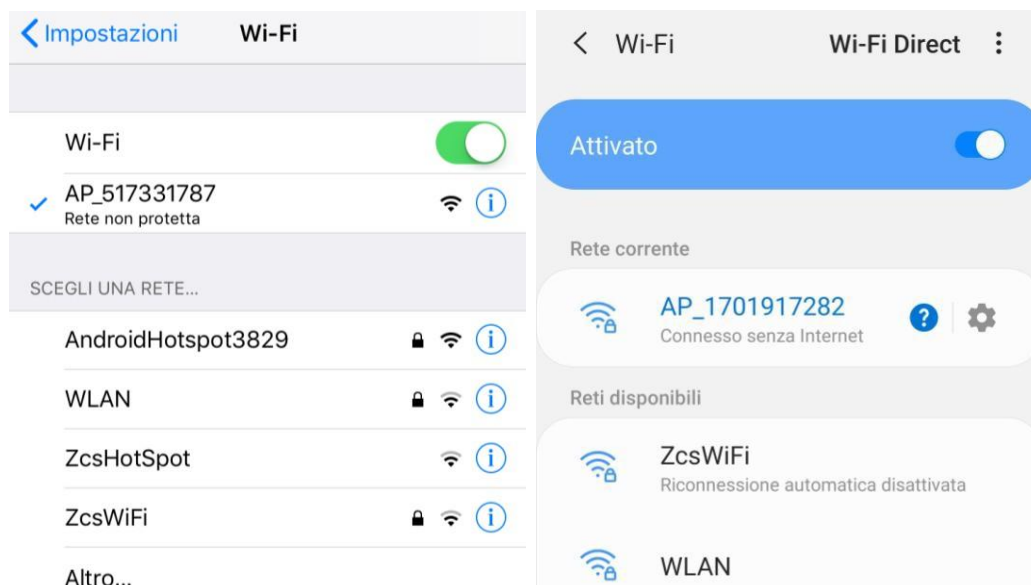 Impostazioni Wi-Fi
Wi-Fi
AP_517331787
Rete non protetta
SCEGLI UNA RETE...
AndroidHotspot3829
WLAN
ZcsHotSpot
ZcsWiFi
Altro...
Wi-Fi Wi-Fi Direct
Attivato
Rete corrente
AP_1701917282
Connesso senza Internet
Reti disponibili
ZcsWiFi
Riconnessione automatica disattivata
WLAN